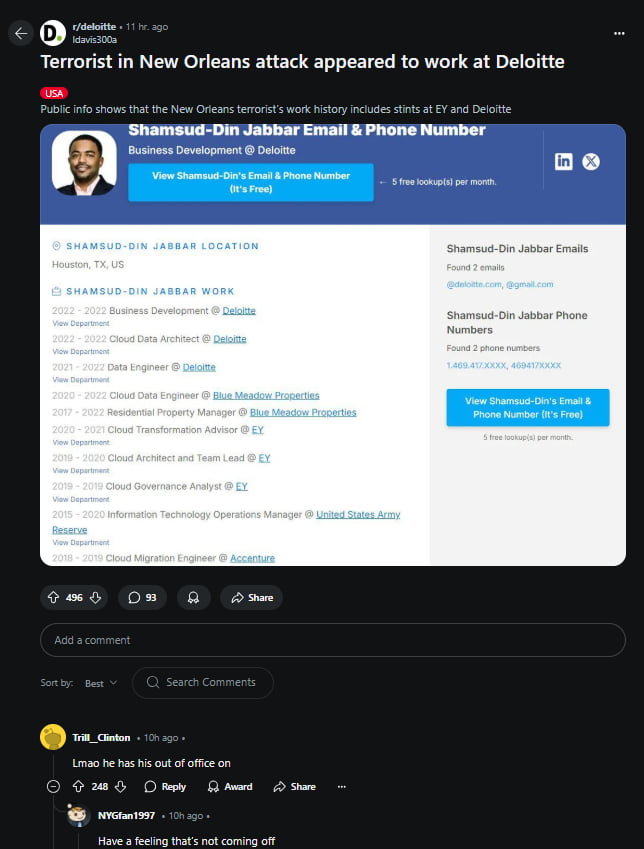 r/deloitte • 11 hr. ago
ldavis300a
Terrorist in New Orleans attack appeared to work at Deloitte
USA
Public info shows that the New Orleans terrorist's work history includes stints at EY and Deloitte
Shamsud-Din Jabbar Email & Phone Number
Business Development @ Deloitte
View Shamsud-Din's Email & Phone Number
(It's Free)
← 5 free lookup(s) per month.
SHAMSUD-DIN JABBAR LOCATION
Houston, TX, US
SHAMSUD-DIN JABBAR WORK
2022 - 2022 Business Development @ Deloitte
View Department
2022 - 2022 Cloud Data Architect @ Deloitte
View Department
2021 - 2022 Data Engineer @ Deloitte
View Department
2020 - 2022 Cloud Data Engineer @ Blue Meadow Properties
2017 - 2022 Residential Property Manager @ Blue Meadow Properties
2020 - 2021 Cloud Transformation Advisor @ EY
View Department
2019 - 2020 Cloud Architect and Team Lead @ EY
View Department
2019 - 2019 Cloud Governance Analyst @ EY
View Department
2015 - 2020 Information Technology Operations Manager @ United States Army
Reserve
View Department
2018 - 2019 Cloud Migration Engineer @ Accenture
Shamsud-Din Jabbar Emails
Found 2 emails
@deloitte.com, @gmail.com
Shamsud-Din Jabbar Phone
Numbers
Found 2 phone numbers
1.469.417.XXXX, 469417XXXX
View Shamsud-Din's Email &
Phone Number (It's Free)
5 free lookup(s) per month.
496
93
Share
Add a comment
Sort by: Best
Search Comments
Trill__Clinton • 10h ago •
Lmao he has his out of office on
248 Reply Award Share
NYGfan1997 • 10h ago •
Have a feeling that's not coming off